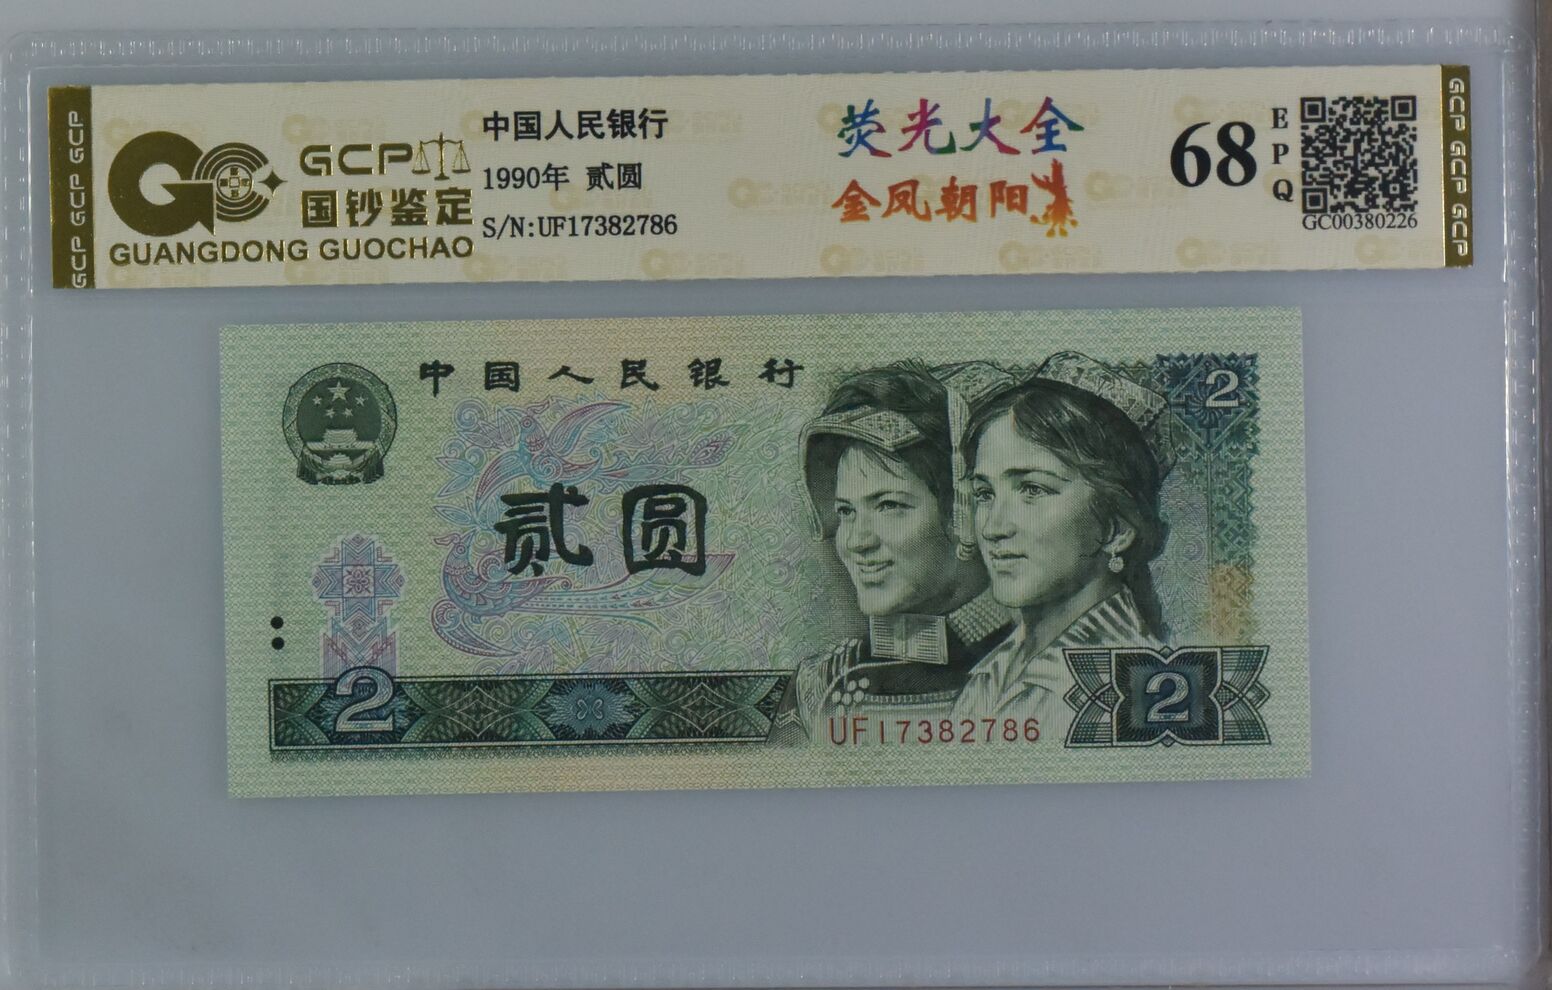 GCP GCP GCP
GCP
国钞鉴定
GUANGDONG GUOCHAO
中国人民银行
1990年 贰圆
S/N:UF17382786
荧光大全
金凤朝阳
68
EPQ
GC00380226
GCP GCP GCP
中国人民银行
2
贰圆
2
UF17382786
2